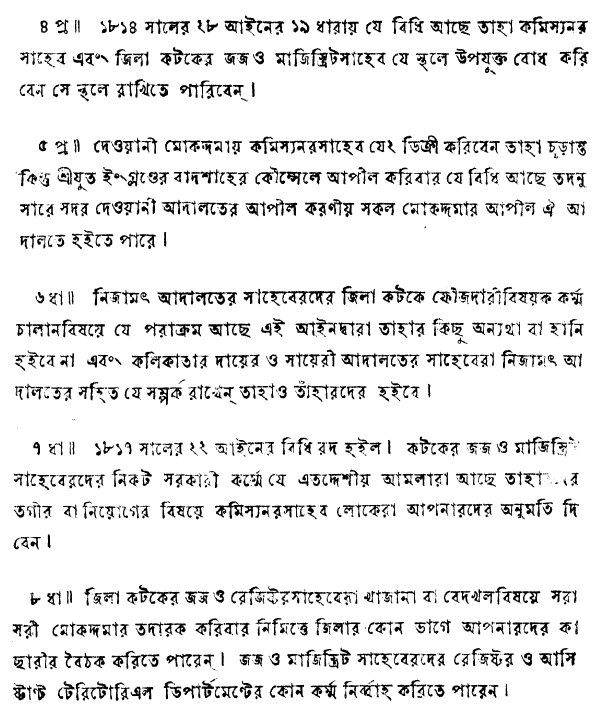 ৪ প্র॥ ১৮১৪ সালের ২৮ আইনের ১৯ ধারায় যে বিধি আছে তাহা কমিস্যনর
সাহেব এবং জিলা কটকের জজ ও মাজিস্ট্রিটসাহেব যে স্থলে উপযুক্ত বোধ করি
বেন সে স্থলে রাখিতে পারিবেন্।
৫ প্র॥ দেওয়ানী মোকদ্দমায় কমিস্যনরসাহেব যে২ ডিক্রী করিবেন তাহা চূড়ান্ত
কিন্তু শ্রীযুত ইংগ্লণ্ডের বাদশাহের কৌন্সেলে আপীল করিবার যে বিধি আছে তদনু
সারে সদর দেওয়ানী আদালতের আপীল করণীয় সকল মোকদ্দমার আপীল ঐ আ
দালতে হইতে পারে।
৬ ধা॥ নিজামৎ আদালতের সাহেবেরদের জিলা কটকে ফৌজদারীবিষয়ক কর্ম্ম
চালানবিষয়ে যে পরাক্রম আছে এই আইনদ্বারা তাহার কিছু অন্যথা বা হানি
হইবে না এবং কলিকাতার দায়ের ও সায়েরী আদালতের সাহেবেরা নিজামৎ আ
দালতের সহিত যে সম্পর্ক রাখেন্ তাহাও তাঁহারদের হইবে।
৭ ধা॥ ১৮১৭ সালের ২২ আইনের বিধি রদ হইল। কটকের জজ ও মাজিস্ট্রিট
সাহেবেরদের নিকট সরকারী কর্ম্মে যে এতদ্দেশীয় আমলারা আছে
তগীর বা নিয়োগের বিষয়ে কমিস্যনরসাহেব লোকেরা আপনারদের অনুমতি দি
বেন।
৮ ধা॥ জিলা কটকের জজ ও রেজিষ্টরসাহেবেরা খাজানা বা বেদখলবিষয়ে সরা
সরী মোকদ্দমার তদারক করিবার নিমিত্তে জিলার কোন ভাগে আপনারদের কা
ছারীর বৈঠক করিতে পারেন্। জজ ও মাজিস্ট্রিট সাহেবেরদের রেজিষ্টর ও আসি
ষ্টাণ্ট টেরিটোরিএল ডিপার্টমেণ্টের কোন কর্ম্ম নির্ব্বাহ করিতে পারেন।